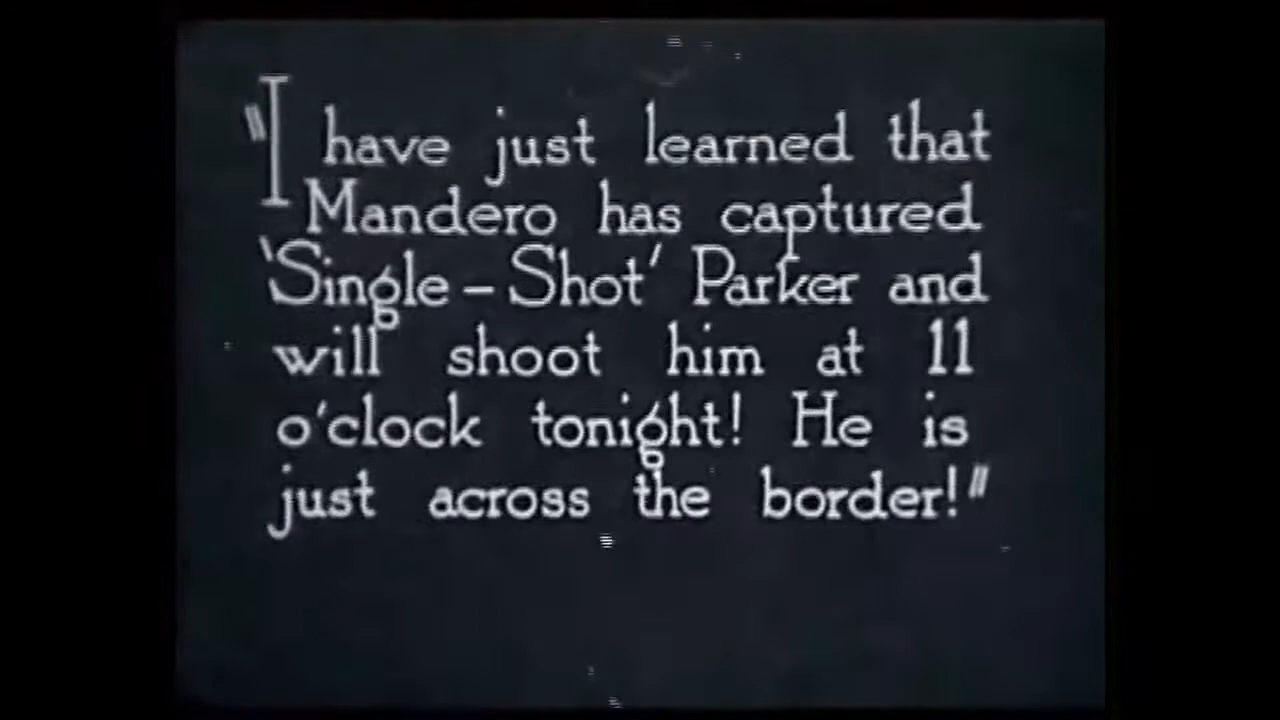 "I have just learned that
Mandero has captured
'Single-Shot' Parker and
will shoot him at 11
o'clock tonight! He is
just across the border!"